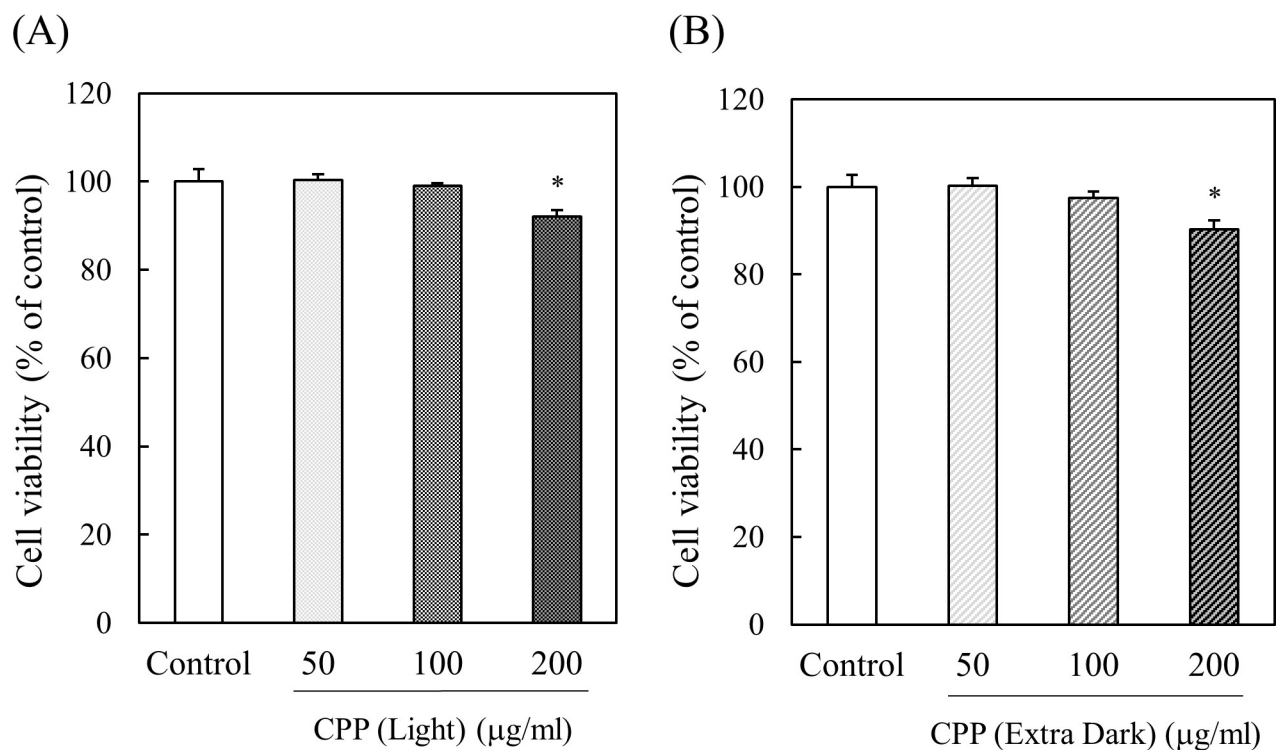 (A)
Cell viability (% of control)
120
100
80
60
40
20
0
*
Control 50 100 200
CPP (Light) (μg/ml)
(B)
Cell viability (% of control)
120
100
80
60
40
20
0
*
Control 50 100 200
CPP (Extra Dark) (μg/ml)